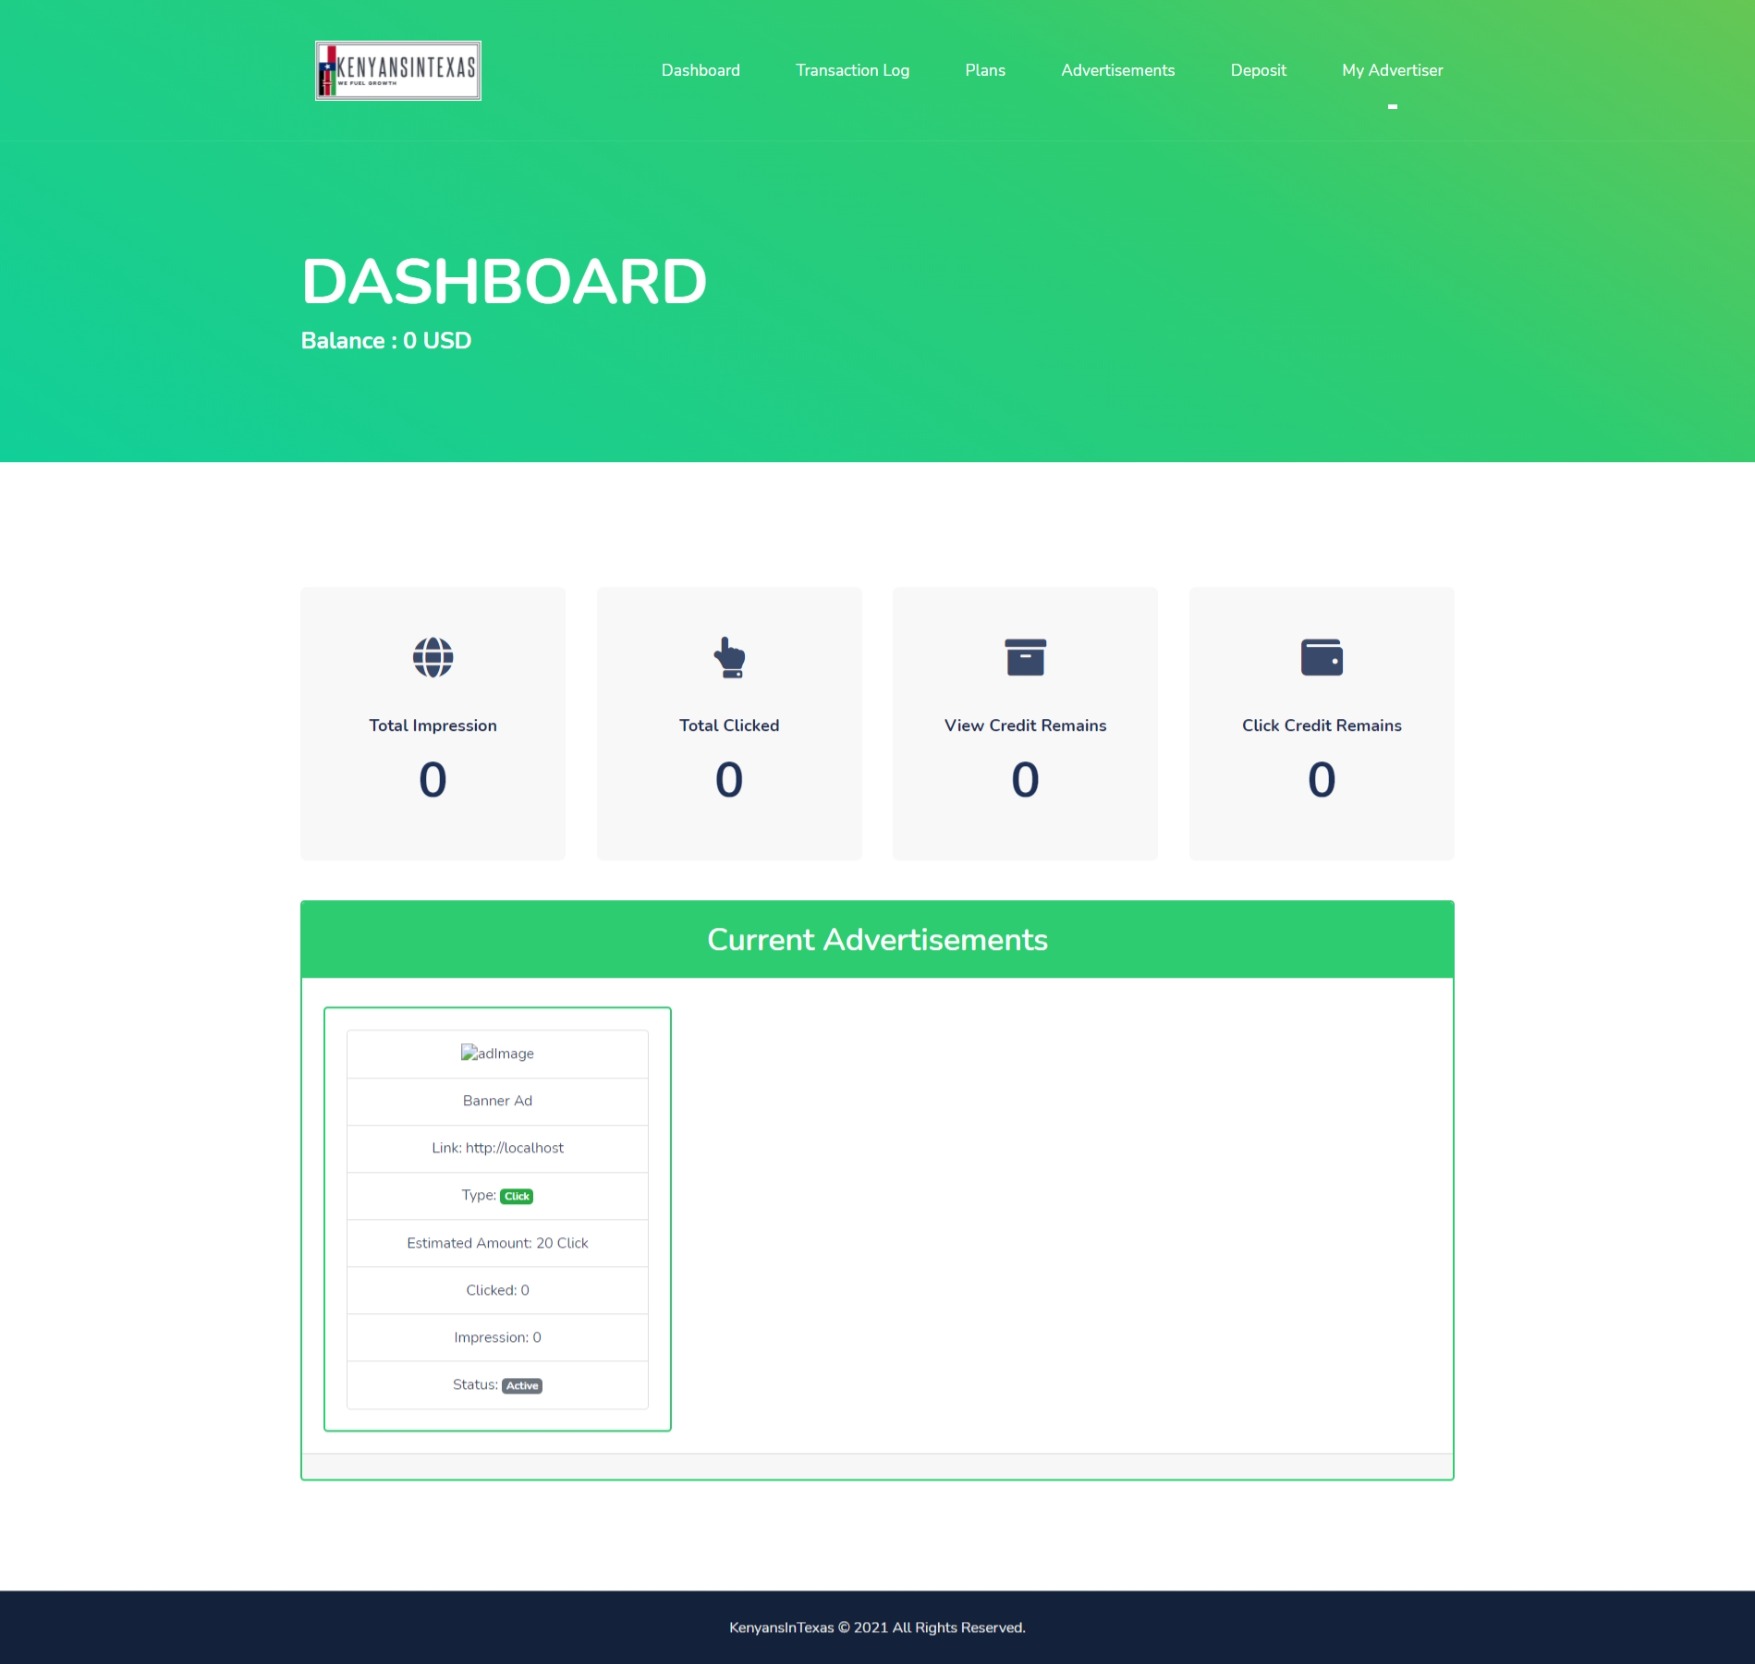 KENYANSINTEXAS
WE FUEL GROWTH
Dashboard
Transaction Log
Plans
Advertisements
Deposit
My Advertiser
DASHBOARD
Balance : 0 USD
Total Impression
0
Total Clicked
0
View Credit Remains
0
Click Credit Remains
0
Current Advertisements
adImage
Banner Ad
Link: http://localhost
Type: Click
Estimated Amount: 20 Click
Clicked: 0
Impression: 0
Status: Active
KenyansInTexas © 2021 All Rights Reserved.